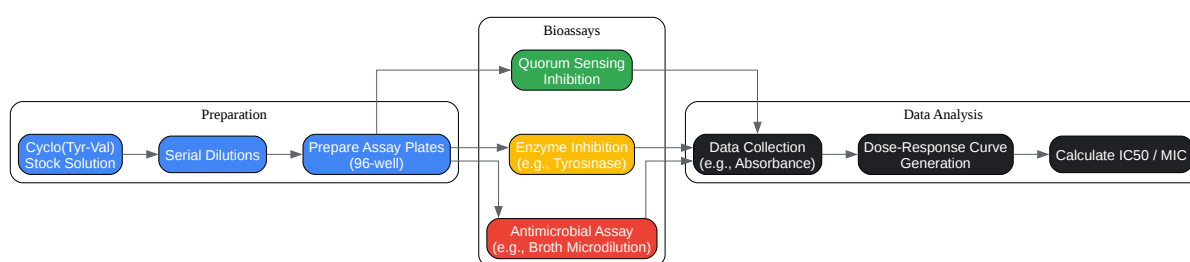 Bioassays
Quorum Sensing
Inhibition
Preparation
Data Analysis
Cyclo(Tyr-Val)
Stock Solution
Serial Dilutions
Prepare Assay Plates
(96-well)
Enzyme Inhibition
(e.g., Tyrosinase)
Data Collection
(e.g., Absorbance)
Dose-Response Curve
Generation
Calculate IC50 / MIC
Antimicrobial Assay
(e.g., Broth Microdilution)